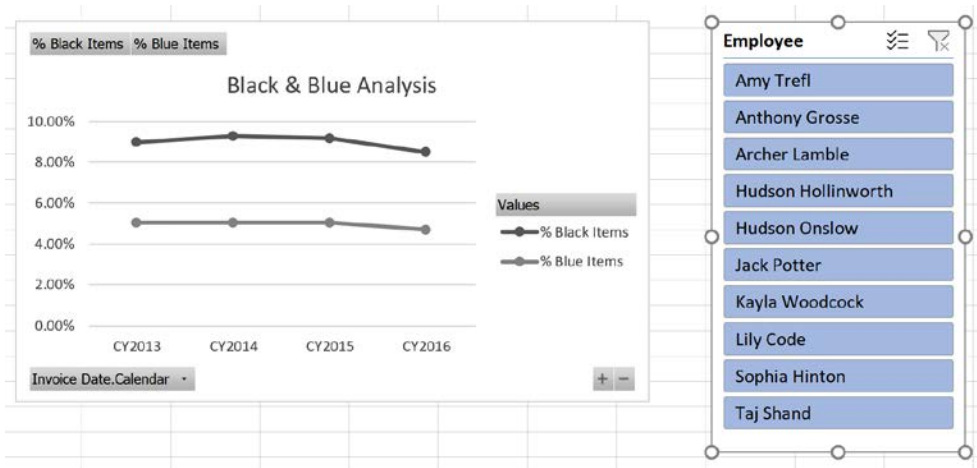 % Black Items % Blue Items
Black & Blue Analysis
10.00%
8.00%
6.00%
4.00%
2.00%
0.00%
CY2013 CY2014 CY2015 CY2016
Values
% Black Items
% Blue Items
Invoice Date.Calendar
+ −
Employee
Amy Trefl
Anthony Grosse
Archer Lamble
Hudson Hollinworth
Hudson Onslow
Jack Potter
Kayla Woodcock
Lily Code
Sophia Hinton
Taj Shand